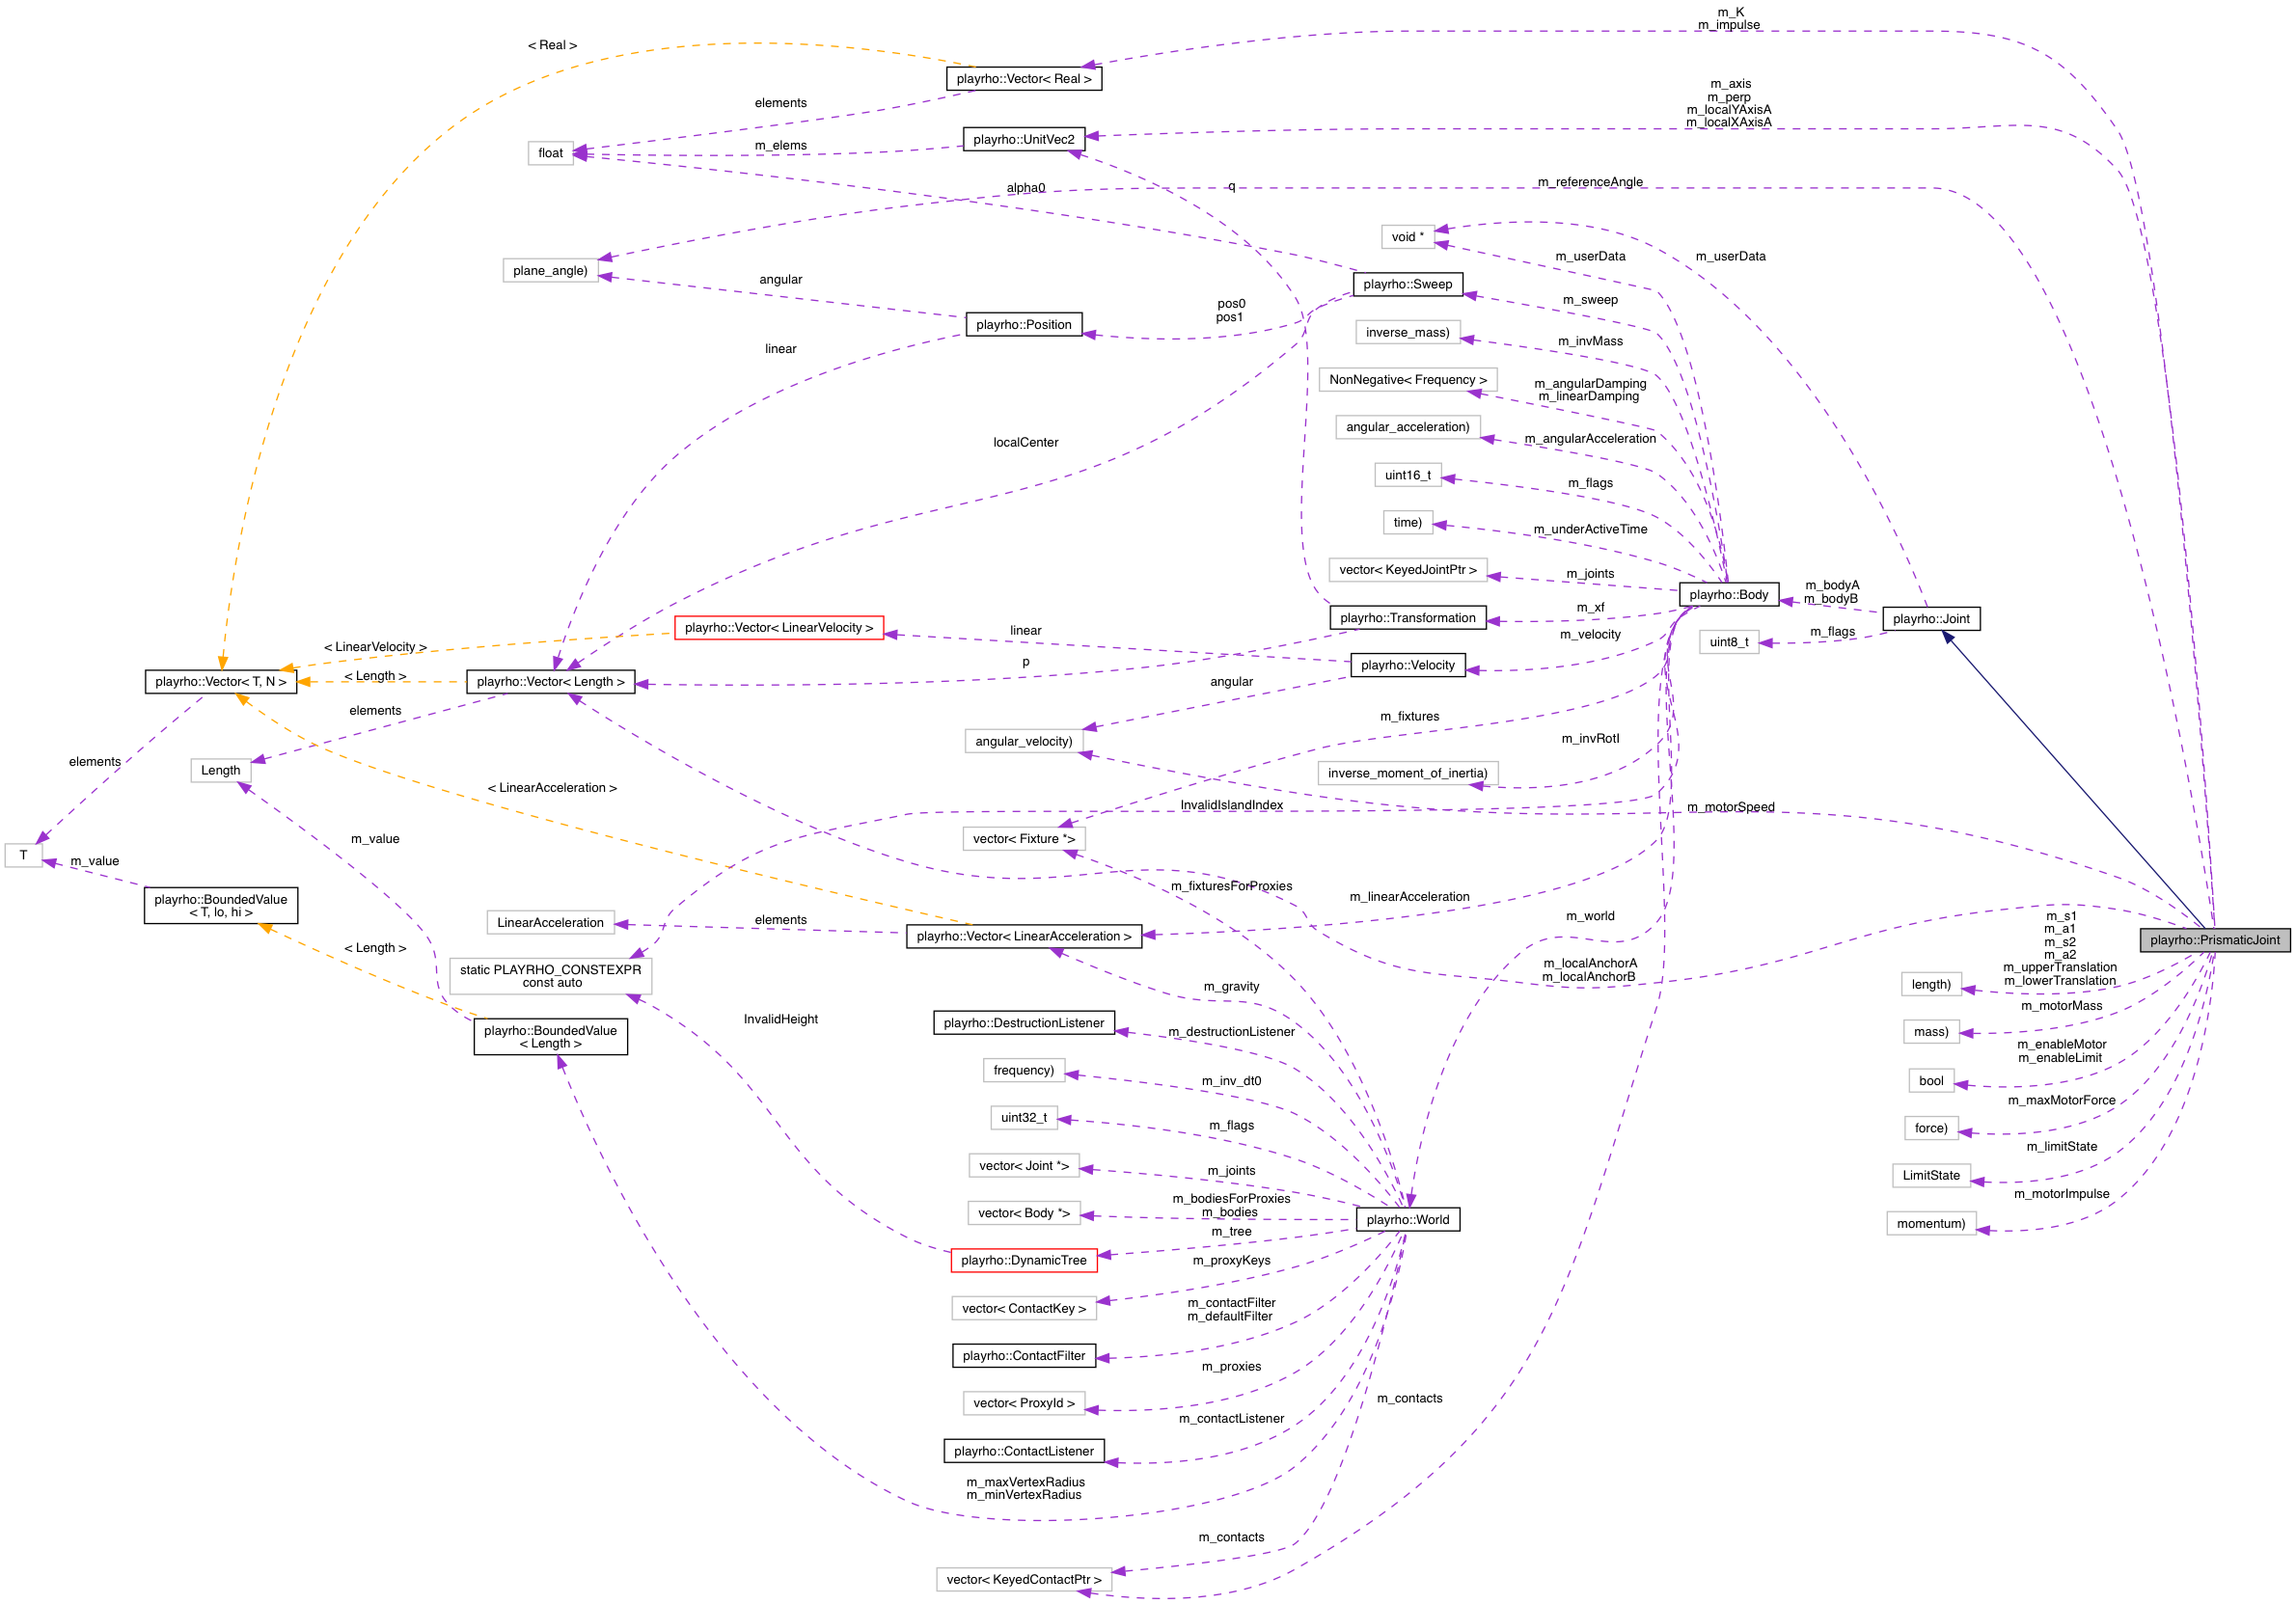 m_K
m_impulse
< Real >
playrho::Vector< Real >
m_axis
m_perp
m_localYAxisA
m_localXAxisA
elements
playrho::UnitVec2
m_elems
float
alpha0
q
m_referenceAngle
void *
m_userData
m_userData
plane_angle)
angular
playrho::Sweep
m_sweep
pos0
pos1
playrho::Position
inverse_mass)
m_invMass
linear
NonNegative< Frequency >
m_angularDamping
m_linearDamping
angular_acceleration)
m_angularAcceleration
localCenter
uint16_t
m_flags
time)
m_underActiveTime
vector< KeyedJointPtr >
m_joints
playrho::Body
m_bodyA
m_bodyB
playrho::Joint
playrho::Transformation
m_xf
playrho::Vector< LinearVelocity >
linear
m_velocity
uint8_t
m_flags
< LinearVelocity >
p
playrho::Velocity
playrho::Vector< T, N >
< Length >
playrho::Vector< Length >
angular
elements
m_fixtures
angular_velocity)
m_invRotI
elements
Length
inverse_moment_of_inertia)
< LinearAcceleration >
InvalidIslandIndex
m_motorSpeed
m_value
vector< Fixture *>
T
m_value
m_fixturesForProxies
m_linearAcceleration
playrho::BoundedValue
< T, lo, hi >
LinearAcceleration
elements
playrho::Vector< LinearAcceleration >
m_world
m_s1
m_a1
m_s2
m_a2
m_upperTranslation
m_lowerTranslation
playrho::PrismaticJoint
< Length >
m_localAnchorA
m_localAnchorB
static PLAYRHO_CONSTEXPR
const auto
m_gravity
length)
m_motorMass
InvalidHeight
playrho::DestructionListener
m_destructionListener
playrho::BoundedValue
< Length >
mass)
m_enableMotor
m_enableLimit
frequency)
m_inv_dt0
bool
m_maxMotorForce
uint32_t
m_flags
force)
m_limitState
vector< Joint *>
m_joints
LimitState
m_motorImpulse
m_bodiesForProxies
m_bodies
vector< Body *>
playrho::World
momentum)
m_tree
playrho::DynamicTree
m_proxyKeys
vector< ContactKey >
m_contactFilter
m_defaultFilter
playrho::ContactFilter
m_proxies
vector< ProxyId >
m_contacts
m_contactListener
playrho::ContactListener
m_maxVertexRadius
m_minVertexRadius
m_contacts
vector< KeyedContactPtr >